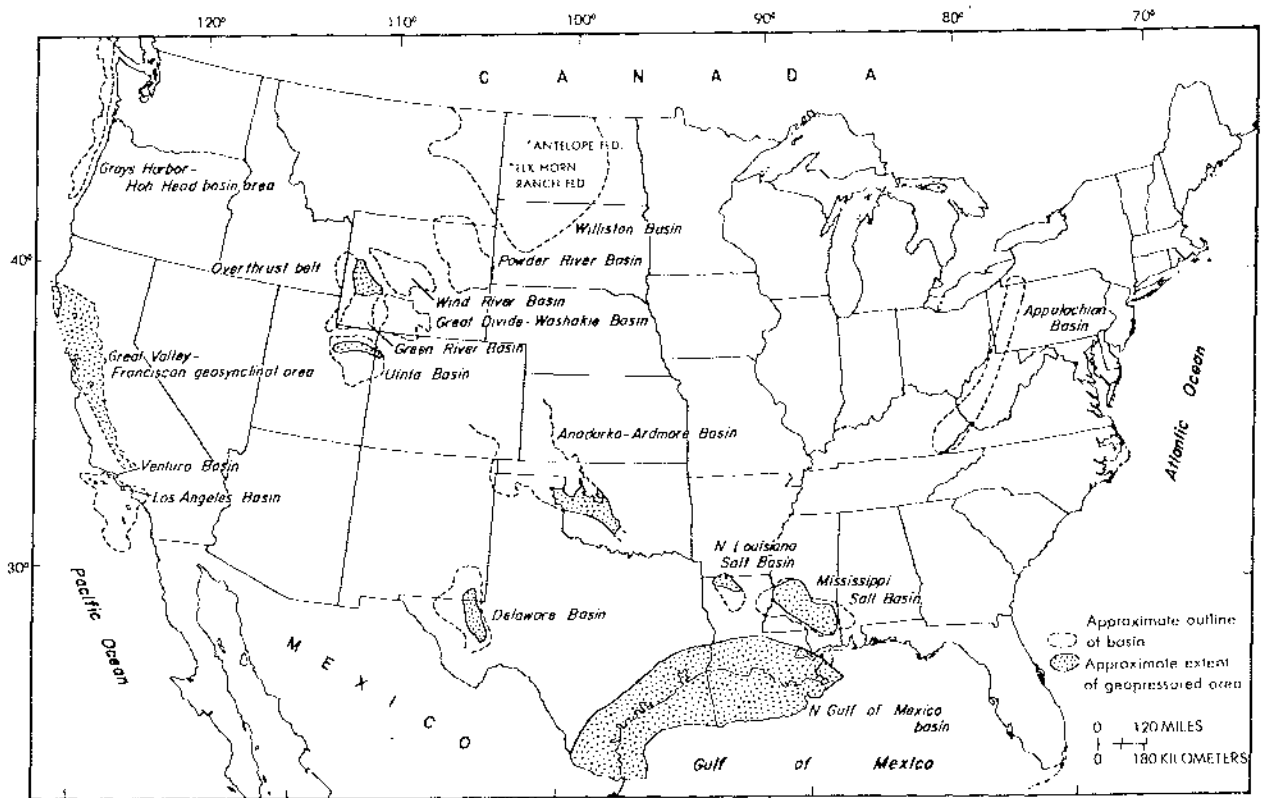 120°
110°
100°
90°
80°
70°
C A N A D A
*ANTELOPE FLD.
*ELK HORN
RANCH FLD
Grays Harbor-
Hoh Head basin area
Williston Basin
Powder River Basin
40°
Overthrust belt
Wind River Basin
Great Divide-Washakie Basin
Green River Basin
Uinta Basin
Appalachian
Basin
Great Valley-
Franciscan geosynclinal area
Anadarko-Ardmore Basin
Atlantic Ocean
Ventura Basin
Los Angeles Basin
30°
N Louisiana
Salt Basin
Mississippi
Salt Basin
Pacific Ocean
Delaware Basin
M E X I C O
Approximate outline
of basin
Approximate extent
of geopressured area
N Gulf of Mexico
basin
0 120 MILES
0 180 KILOMETERS
Gulf of Mexico